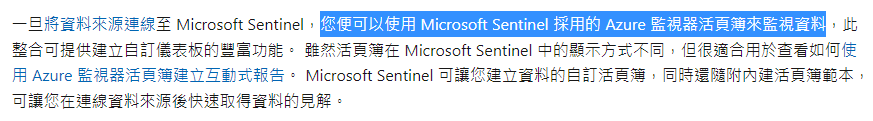 一旦將資料來源連線至 Microsoft Sentinel，您便可以使用 Microsoft Sentinel 採用的 Azure 監視器活頁簿來監視資料，此
整合可提供建立自訂儀表板的豐富功能。 雖然活頁簿在 Microsoft Sentinel 中的顯示方式不同，但很適合用於查看如何使
用 Azure 監視器活頁簿建立互動式報告。 Microsoft Sentinel 可讓您建立資料的自訂活頁簿，同時還隨附內建活頁簿範本，
可讓您在連線資料來源後快速取得資料的見解。